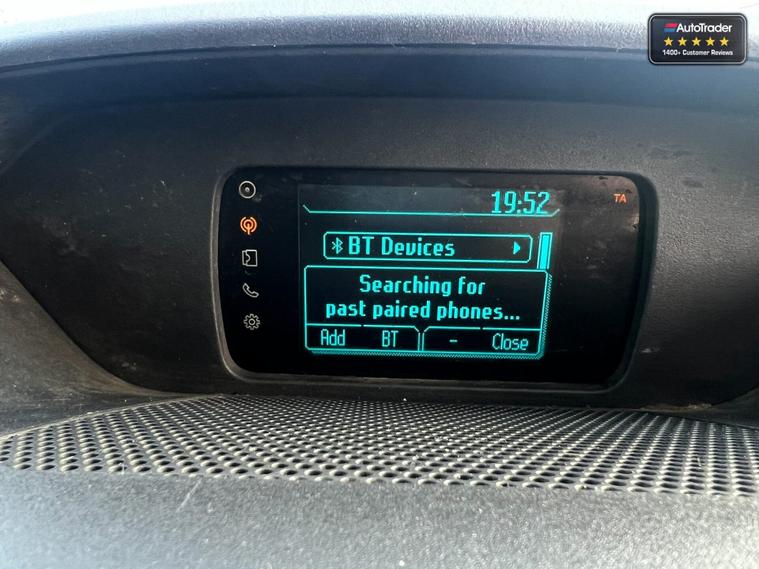 AutoTrader
1400+ Customer Reviews
19:52
TA
BT Devices
Searching for
past paired phones...
Add BT - Close